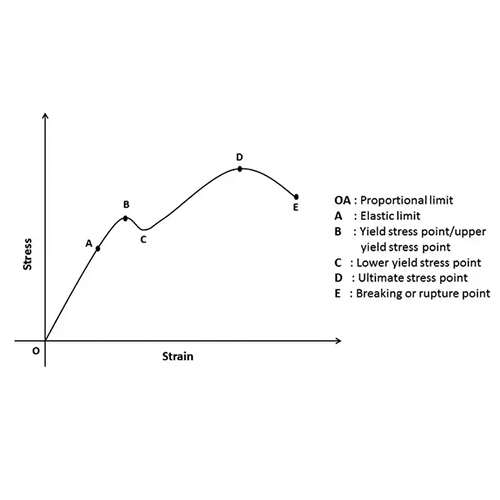 D
B
E
A
C
Stress
O
Strain
OA : Proportional limit
A : Elastic limit
B : Yield stress point/upper
yield stress point
C : Lower yield stress point
D : Ultimate stress point
E : Breaking or rupture point